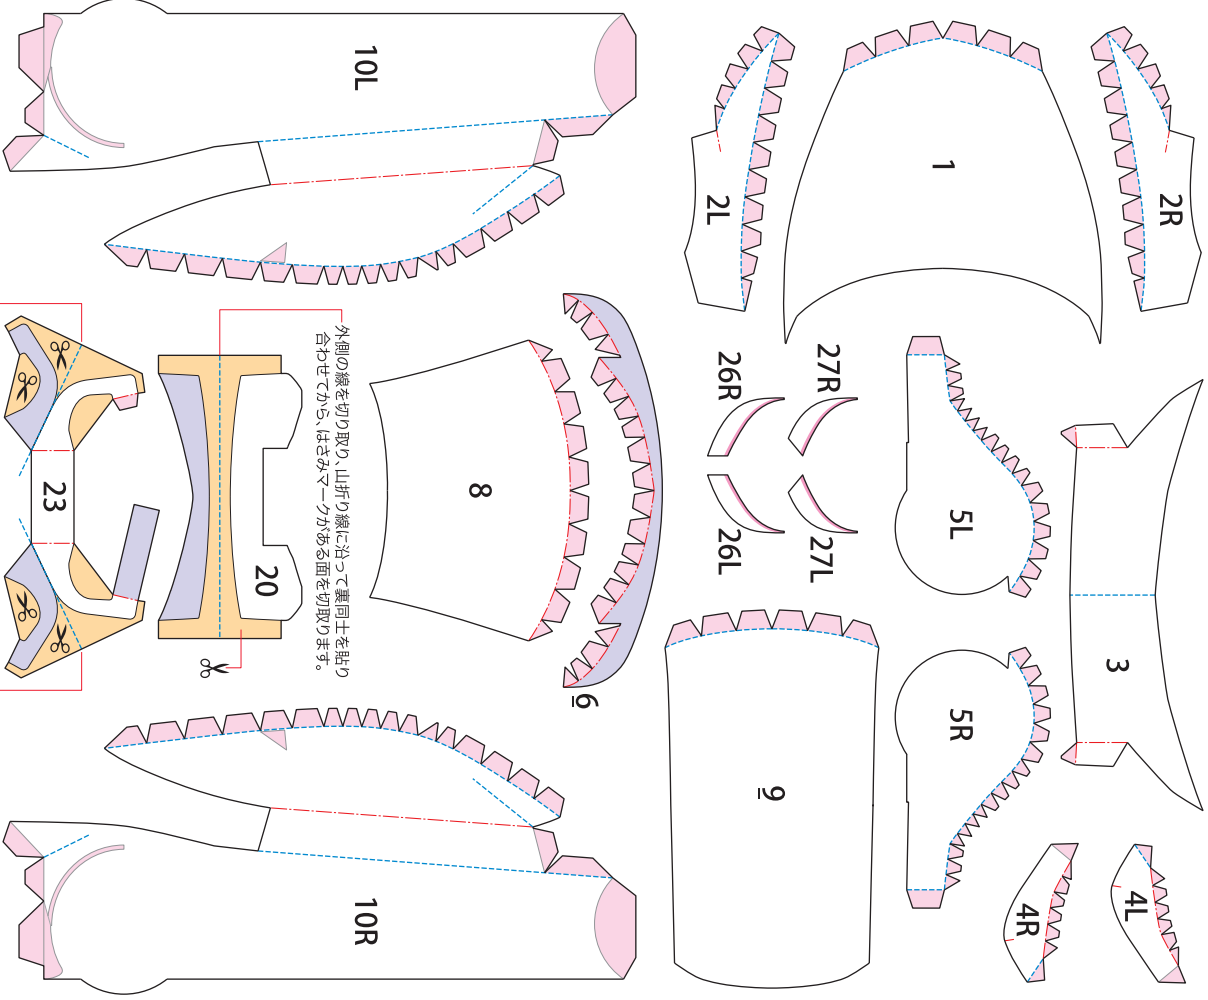 10L
1
2L
2R
外側の線を切り取り、山折り線に沿って裏同士を貼り
合わせてから、はさみマークがある面を切取ります。
26R
27R
26L
27L
5L
8
23
20
6
3
5R
9
4R
4L
10R